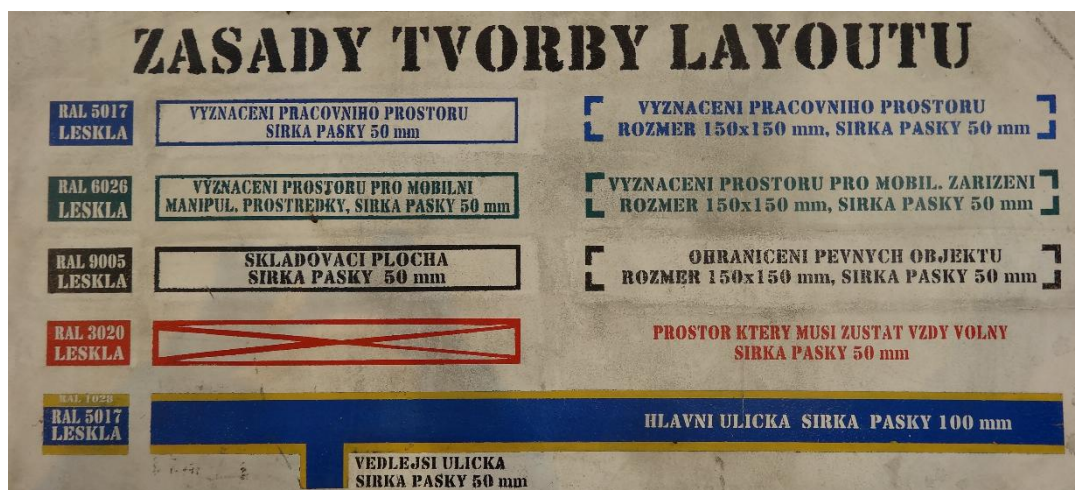 ZASADY TVORBY LAYOUTU
RAL 5017
LESKLA
VYZNACENI PRACOVNIHO PROSTORU
SIRKA PASKY 50 mm
VYZNACENI PRACOVNIHO PROSTORU
ROZMER 150x150 mm, SIRKA PASKY 50 mm
RAL 6026
LESKLA
VYZNACENI PROSTORU PRO MOBILNI
MANIPUL. PROSTREDKY, SIRKA PASKY 50 mm
VYZNACENI PROSTORU PRO MOBIL. ZARIZENI
ROZMER 150x150 mm, SIRKA PASKY 50 mm
RAL 9005
LESKLA
SKLADOVACI PLOCHA
SIRKA PASKY 50 mm
OHRANICENI PEVNYCH OBJEKTU
ROZMER 150x150 mm, SIRKA PASKY 50 mm
RAL 3020
LESKLA
PROSTOR KTERY MUSI ZUSTAT VZDY VOLNY
SIRKA PASKY 50 mm
RAL 1028
RAL 5017
LESKLA
HLAVNI ULICKA SIRKA PASKY 100 mm
VEDLEJSI ULICKA
SIRKA PASKY 50 mm